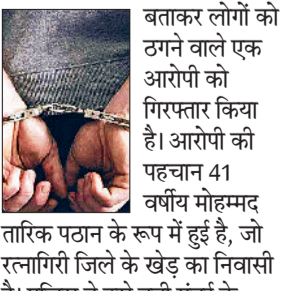 बताकर लोगों को
ठगने वाले एक
आरोपी को
गिरफ्तार किया
है। आरोपी की
पहचान 41
वर्षीय मोहम्मद
तारिक पठान के रूप में हुई है, जो
रत्नागिरी जिले के खेड़ का निवासी